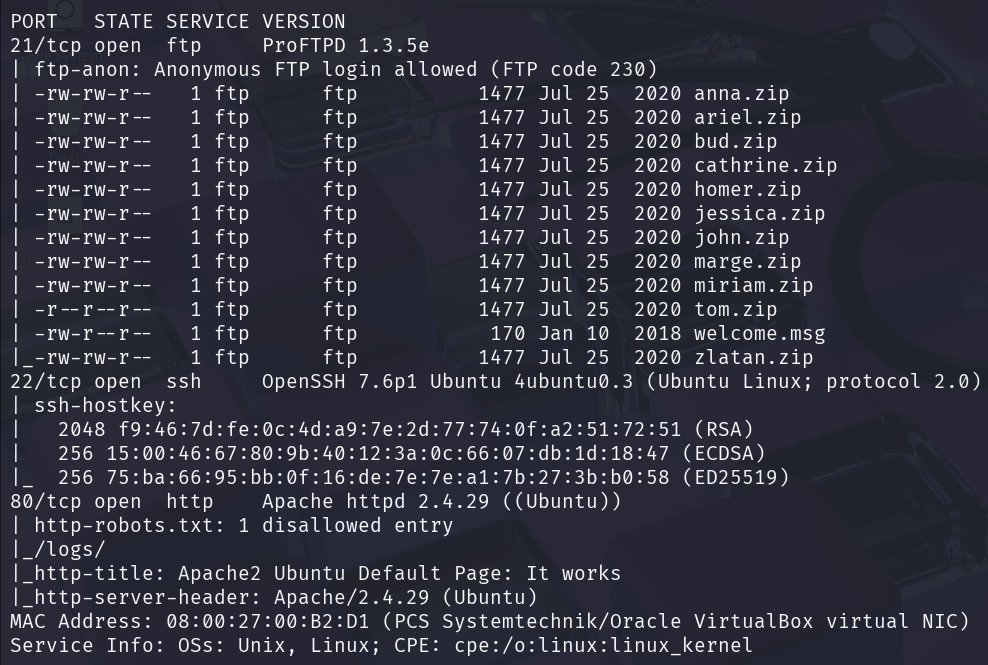 PORT   STATE SERVICE VERSION
21/tcp open  ftp     ProFTPD 1.3.5e
| ftp-anon: Anonymous FTP login allowed (FTP code 230)
| -rw-rw-r--   1 ftp      ftp          1477 Jul 25  2020 anna.zip
| -rw-rw-r--   1 ftp      ftp          1477 Jul 25  2020 ariel.zip
| -rw-rw-r--   1 ftp      ftp          1477 Jul 25  2020 bud.zip
| -rw-rw-r--   1 ftp      ftp          1477 Jul 25  2020 cathrine.zip
| -rw-rw-r--   1 ftp      ftp          1477 Jul 25  2020 homer.zip
| -rw-rw-r--   1 ftp      ftp          1477 Jul 25  2020 jessica.zip
| -rw-rw-r--   1 ftp      ftp          1477 Jul 25  2020 john.zip
| -rw-rw-r--   1 ftp      ftp          1477 Jul 25  2020 marge.zip
| -rw-rw-r--   1 ftp      ftp          1477 Jul 25  2020 miriam.zip
| -r--r--r--   1 ftp      ftp          1477 Jul 25  2020 tom.zip
| -rw-r--r--   1 ftp      ftp           170 Jan 10  2018 welcome.msg
|_-rw-rw-r--   1 ftp      ftp          1477 Jul 25  2020 zlatan.zip
22/tcp open  ssh     OpenSSH 7.6p1 Ubuntu 4ubuntu0.3 (Ubuntu Linux; protocol 2.0)
| ssh-hostkey:
|   2048 f9:46:7d:fe:0c:4d:a9:7e:2d:77:74:0f:a2:51:72:51 (RSA)
|   256 15:00:46:67:80:9b:40:12:3a:0c:66:07:db:1d:18:47 (ECDSA)
|_  256 75:ba:66:95:bb:0f:16:de:7e:7e:a1:7b:27:3b:b0:58 (ED25519)
80/tcp open  http    Apache httpd 2.4.29 ((Ubuntu))
| http-robots.txt: 1 disallowed entry
|_/logs/
|_http-title: Apache2 Ubuntu Default Page: It works
|_http-server-header: Apache/2.4.29 (Ubuntu)
MAC Address: 08:00:27:00:B2:D1 (PCS Systemtechnik/Oracle VirtualBox virtual NIC)
Service Info: OSs: Unix, Linux; CPE: cpe:/o:linux:linux_kernel